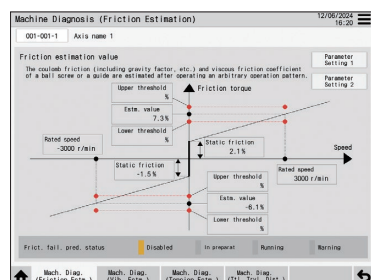 Machine Diagnosis (Friction Estimation)
12/06/2024
16:20
001-001-1 Axis name 1
Friction estimation value
The coulomb friction (including gravity factor, etc.) and viscous friction coefficient
of a ball screw or a guide are estimated after operating an arbitrary operation pattern.
Parameter
Setting 1
Parameter
Setting 2
Upper threshold
%
Friction torque
Estm. value
7.3%
Lower threshold
%
Rated speed
-3000 r/min
Static friction
2.1%
Speed
Static friction
-1.5%
Rated speed
3000 r/min
Upper threshold
%
Estm. value
-6.1%
Lower threshold
%
Frict. fail. pred. status
Disabled
In preparat
Running
Warning
Mach. Diag.
(Friction Estm.)
Mach. Diag.
(Vib. Estm.)
Mach. Diag.
(Tension Estm.)
Mach. Diag.
(Ttl. Trvl. Dist.)